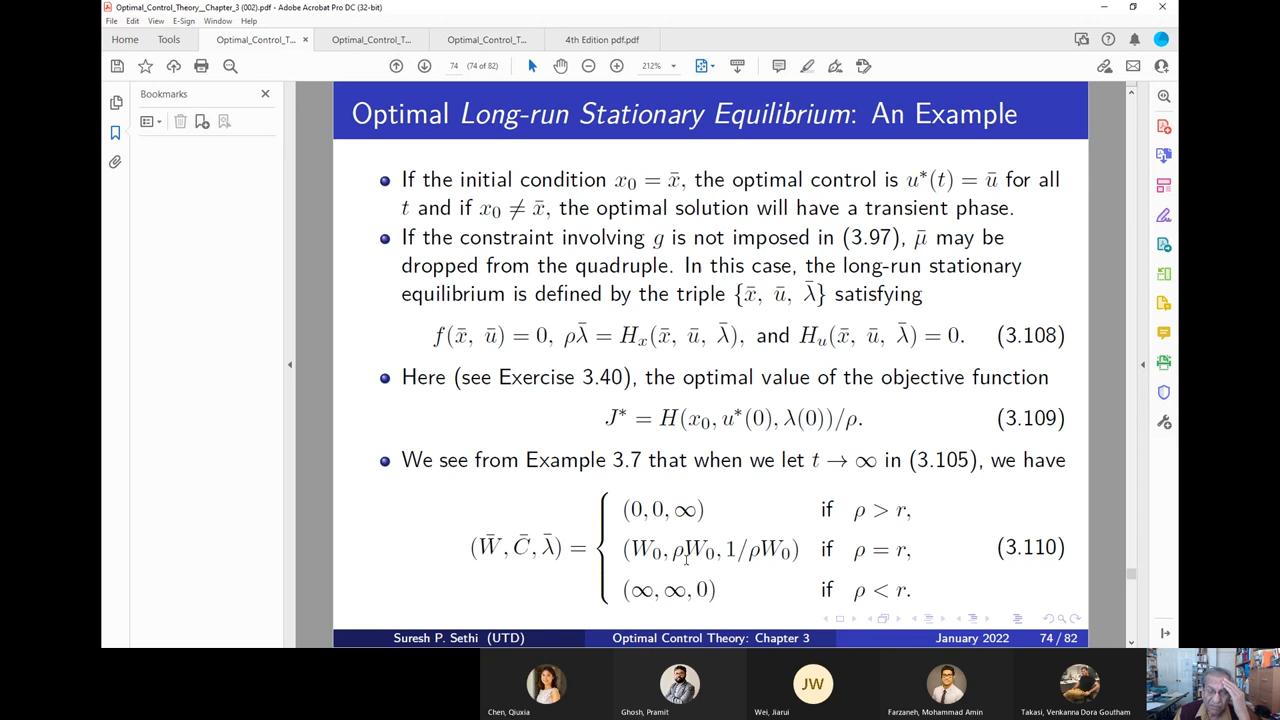 Optimal_Control_Theory:_Chapter_3 (002).pdf - Adobe Acrobat Pro DC (32-bit)
File Edit View E-Sign Window Help
Home Tools Optimal_Control_T... × Optimal_Control_T... Optimal_Control_T... 4th Edition pdf.pdf
74 (74 of 82) 212%
Bookmarks
Optimal Long-run Stationary Equilibrium: An Example
If the initial condition x₀ = x̄, the optimal control is u*(t) = ū for all
t and if x₀ ≠ x̄, the optimal solution will have a transient phase.
If the constraint involving g is not imposed in (3.97), μ̄ may be
dropped from the quadruple. In this case, the long-run stationary
equilibrium is defined by the triple {x̄, ū, λ̄} satisfying
f(x̄, ū) = 0, ρλ̄ = Hₓ(x̄, ū, λ̄), and Hᵤ(x̄, ū, λ̄) = 0. (3.108)
Here (see Exercise 3.40), the optimal value of the objective function
J* = H(x₀, u*(0), λ(0))/ρ. (3.109)
We see from Example 3.7 that when we let t → ∞ in (3.105), we have
(0, 0, ∞) if ρ > r,
(W̄, C̄, λ̄) = { (W₀, ρW₀, 1/ρW₀) if ρ = r, (3.110)
(∞, ∞, 0) if ρ < r.
Suresh P. Sethi (UTD) Optimal Control Theory: Chapter 3 January 2022 74 / 82
JW
Chen, Qiuxia Ghosh, Pramit Wei, Jiarui Farzaneh, Mohammad Amin Takasi, Venkanna Dora Goutham